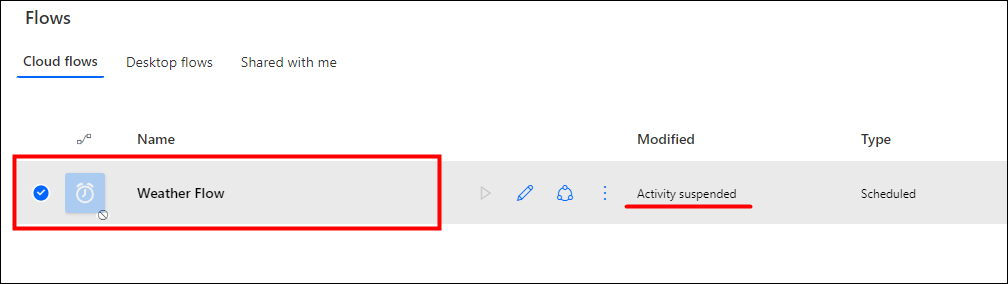 Flows
Cloud flows Desktop flows Shared with me
Name Modified Type
Weather Flow Activity suspended Scheduled